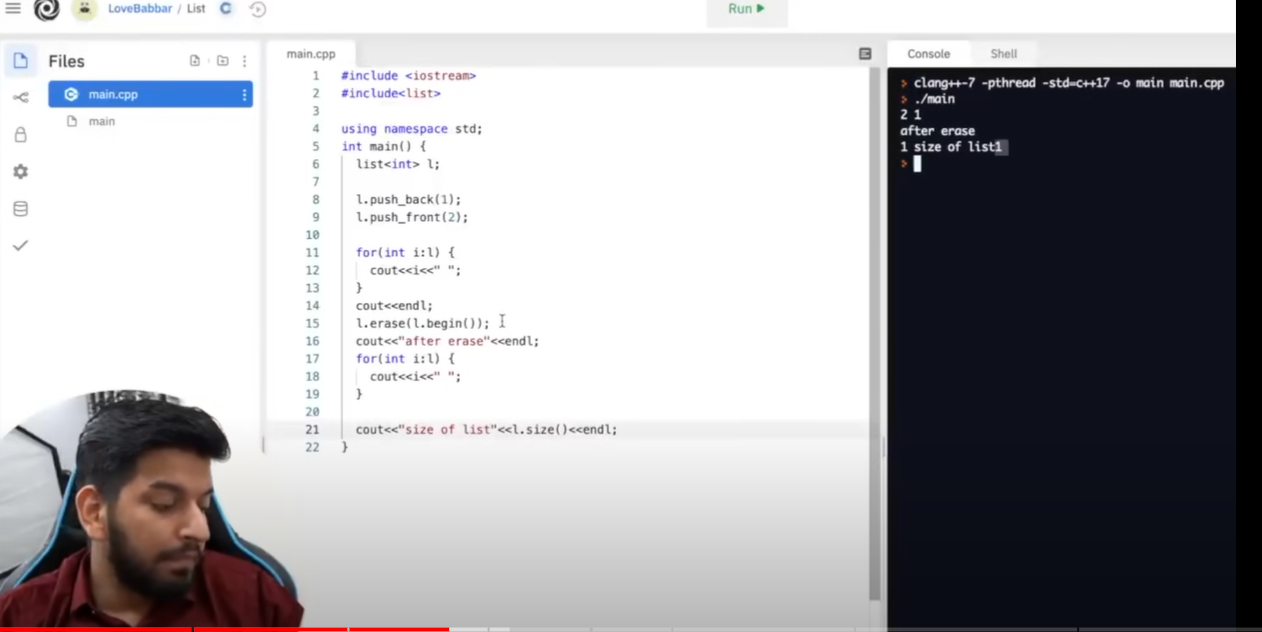 LoveBabbar / List
Run
Files
main.cpp
main
main.cpp
1 #include <iostream>
2 #include<list>
3
4 using namespace std;
5 int main() {
6 list<int> l;
7
8 l.push_back(1);
9 l.push_front(2);
10
11 for(int i:l) {
12 cout<<i<<" ";
13 }
14 cout<<endl;
15 l.erase(l.begin());
16 cout<<"after erase"<<endl;
17 for(int i:l) {
18 cout<<i<<" ";
19 }
20
21 cout<<"size of list"<<l.size()<<endl;
22 }
Console Shell
> clang++-7 -pthread -std=c++17 -o main main.cpp
> ./main
2 1
after erase
1 size of list1
>